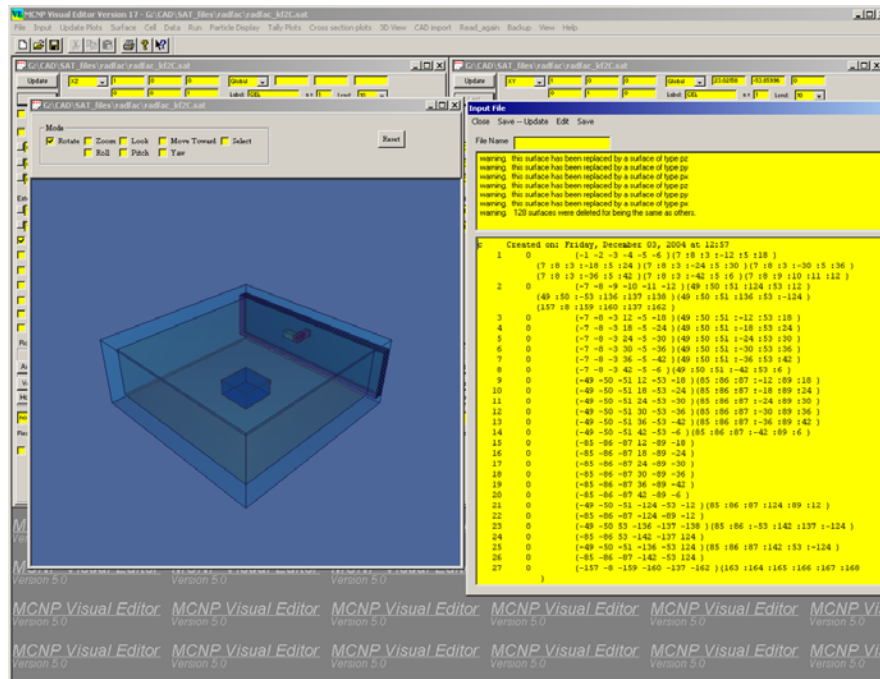 MCNP Visual Editor Version 17 - G:\CAD\SAT_files\radfac\radfac_kf2C.sat
File Input Update Plots Surface Cell Data Run Particle Display Tally Plots Cross section plots 3D View CAD import Read_again Backup View Help
G:\CAD\SAT_files\radfac\radfac_kf2C.sat
G:\CAD\SAT_files\radfac\radfac_kf2C.sat
Update XZ 1 0 0 Global
0 0 1 Label CEL
Update XY 1 0 0 Global 0
0 1 0 Label CEL
G:\CAD\SAT_files\radfac\radfac_kf2C.sat
Mode
Rotate Zoom Look Move Toward Select
Roll Pitch Yaw
Reset
Input File
Close Save -- Update Edit Save
File Name
warning. this surface has been replaced by a surface of type pz
warning. this surface has been replaced by a surface of type py
warning. this surface has been replaced by a surface of type px
warning. this surface has been replaced by a surface of type py
warning. this surface has been replaced by a surface of type py
warning. this surface has been replaced by a surface of type px
warning. 128 surfaces were deleted for being the same as others.
c Created on: Friday, December 03, 2004 at 12:57
1 0 (-1 -2 -3 -4 -5 -6 )(7 :8 :3 :-12 :5 :18 )
(7 :8 :3 :-18 :5 :24 )(7 :8 :3 :-24 :5 :30 )(7 :8 :3 :-30 :5 :36 )
(7 :8 :3 :-36 :5 :42 )(7 :8 :3 :-42 :5 :6 )(7 :8 :9 :10 :11 :12 )
2 0 (-7 -8 -9 -10 -11 -12 )(49 :50 :51 :124 :53 :12 )
(49 :50 :-53 :136 :137 :138 )(49 :50 :51 :136 :53 :-124 )
(157 :8 :159 :160 :137 :162 )
3 0 (-7 -8 -3 12 -5 -18 )(49 :50 :51 :-12 :53 :18 )
4 0 (-7 -8 -3 18 -5 -24 )(49 :50 :51 :-18 :53 :24 )
5 0 (-7 -8 -3 24 -5 -30 )(49 :50 :51 :-24 :53 :30 )
6 0 (-7 -8 -3 30 -5 -36 )(49 :50 :51 :-30 :53 :36 )
7 0 (-7 -8 -3 36 -5 -42 )(49 :50 :51 :-36 :53 :42 )
8 0 (-7 -8 -3 42 -5 -6 )(49 :50 :51 :-42 :53 :6 )
9 0 (-49 -50 -51 12 -53 -18 )(85 :86 :87 :-12 :89 :18 )
10 0 (-49 -50 -51 18 -53 -24 )(85 :86 :87 :-18 :89 :24 )
11 0 (-49 -50 -51 24 -53 -30 )(85 :86 :87 :-24 :89 :30 )
12 0 (-49 -50 -51 30 -53 -36 )(85 :86 :87 :-30 :89 :36 )
13 0 (-49 -50 -51 36 -53 -42 )(85 :86 :87 :-36 :89 :42 )
14 0 (-49 -50 -51 42 -53 -6 )(85 :86 :87 :-42 :89 :6 )
15 0 (-85 -86 -87 12 -89 -18 )
16 0 (-85 -86 -87 18 -89 -24 )
17 0 (-85 -86 -87 24 -89 -30 )
18 0 (-85 -86 -87 30 -89 -36 )
19 0 (-85 -86 -87 36 -89 -42 )
20 0 (-85 -86 -87 42 -89 -6 )
21 0 (-49 -50 -51 -124 -53 -12 )(85 :86 :87 :124 :89 :12 )
22 0 (-85 -86 -87 -124 -89 -12 )
23 0 (-49 -50 53 -136 -137 -138 )(85 :86 :-53 :142 :137 :-124 )
24 0 (-85 -86 53 -142 -137 124 )
25 0 (-49 -50 -51 -136 -53 124 )(85 :86 :87 :142 :53 :-124 )
26 0 (-85 -86 -87 -142 -53 124 )
27 0 (-157 -8 -159 -160 -137 -162 )(163 :164 :165 :166 :167 :168
)
MCNP Visual Editor MCNP Visual Editor MCNP Visual Editor MCNP Visual Editor MCNP Visual Editor
Version 5.0 Version 5.0 Version 5.0 Version 5.0 Version 5.0
MCNP Visual Editor MCNP Visual Editor MCNP Visual Editor MCNP Visual Editor MCNP Visual Editor
Version 5.0 Version 5.0 Version 5.0 Version 5.0 Version 5.0